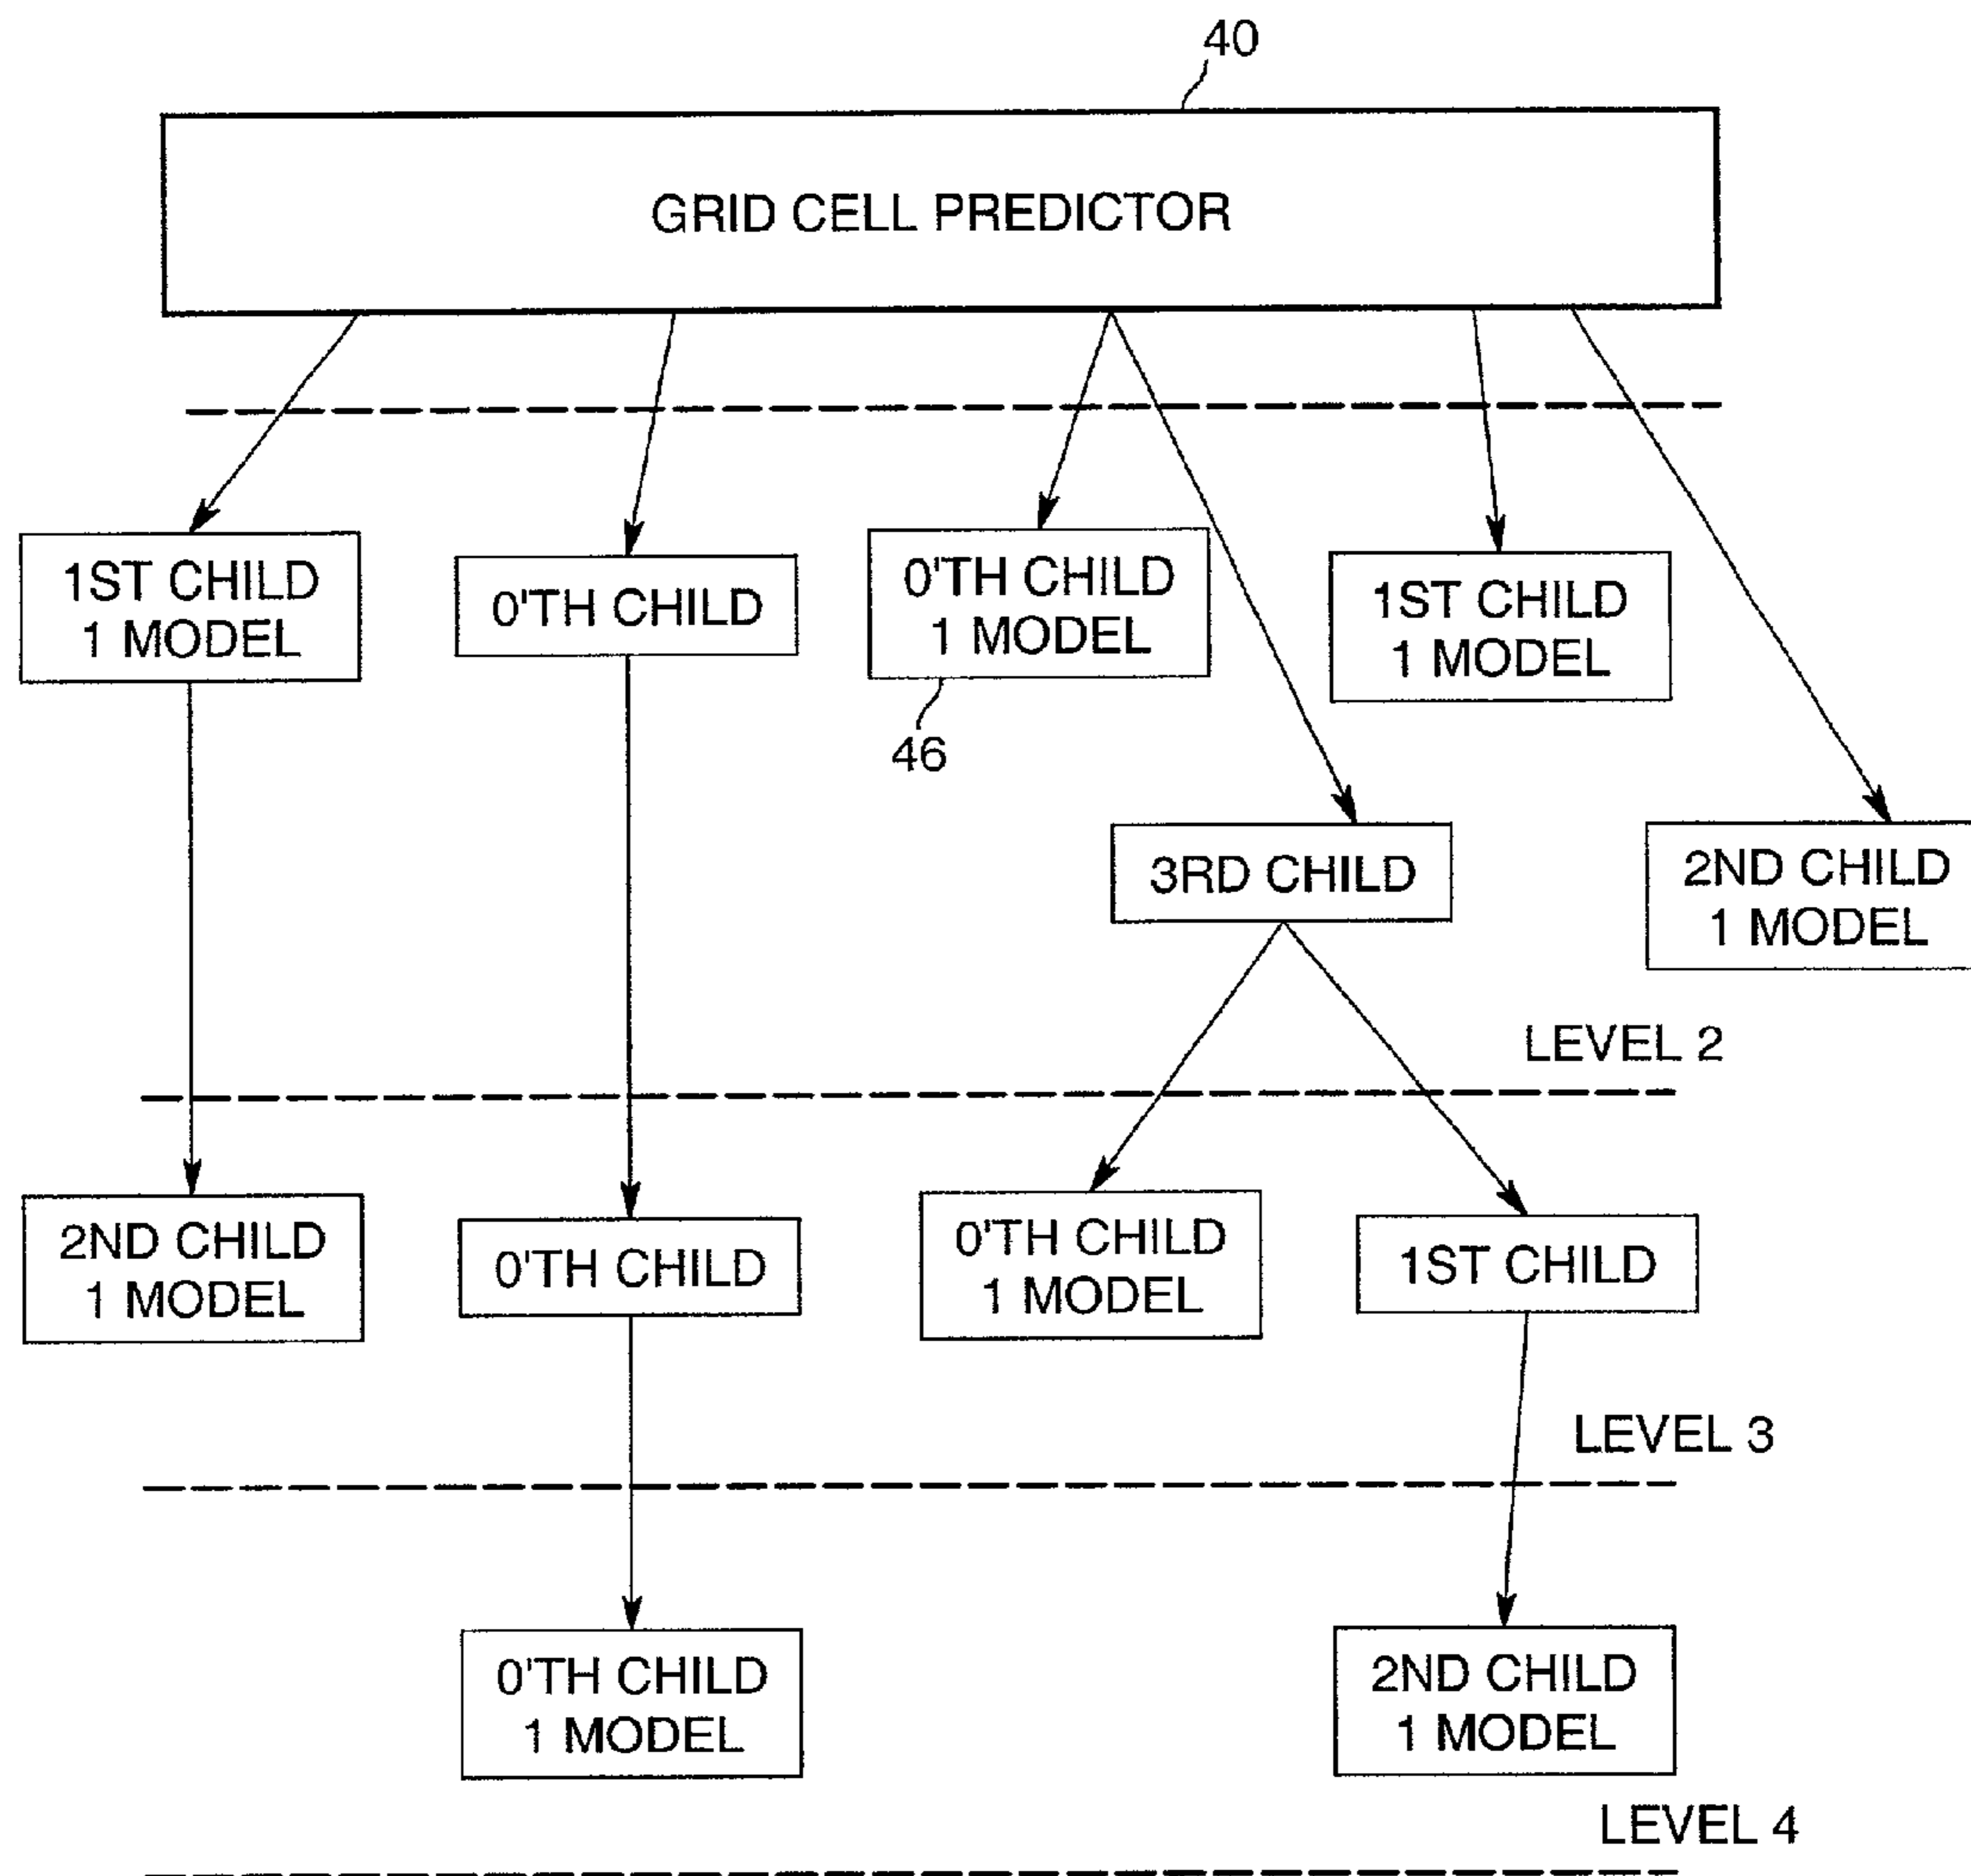 40
GRID CELL PREDICTOR
1ST CHILD
1 MODEL
0'TH CHILD
0'TH CHILD
1 MODEL
1ST CHILD
1 MODEL
46
3RD CHILD
2ND CHILD
1 MODEL
LEVEL 2
2ND CHILD
1 MODEL
0'TH CHILD
0'TH CHILD
1 MODEL
1ST CHILD
LEVEL 3
0'TH CHILD
1 MODEL
2ND CHILD
1 MODEL
LEVEL 4